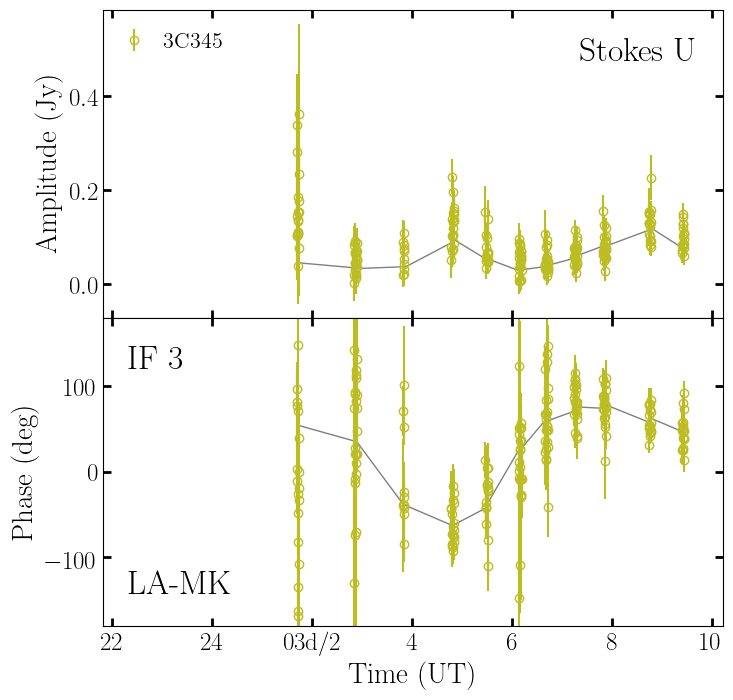 3C345
Stokes U
Amplitude (Jy)
0.4
0.2
0.0
IF 3
Phase (deg)
100
0
−100
LA-MK
22 24 03d/2 4 6 8 10
Time (UT)